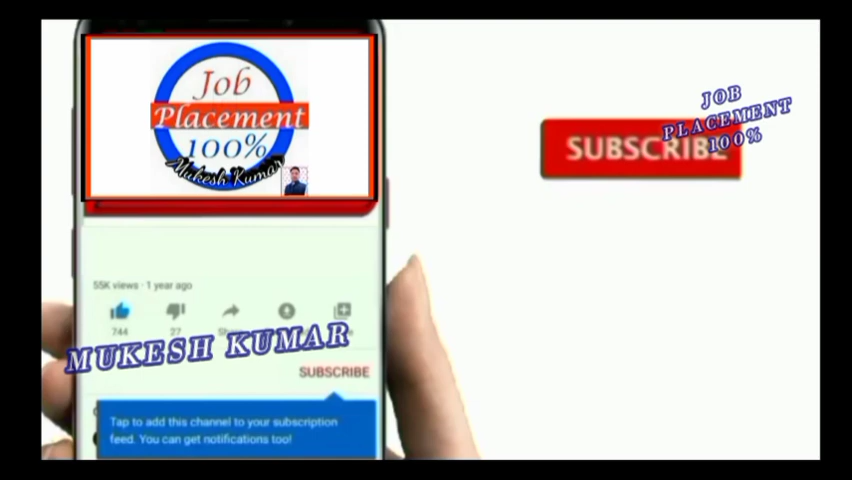 Job
Placement
100%
Mukesh Kumar
55K views · 1 year ago
744
27
MUKESH KUMAR
SUBSCRIBE
Tap to add this channel to your subscription
feed. You can get notifications too!
SUBSCRIBE
JOB
PLACEMENT
100%